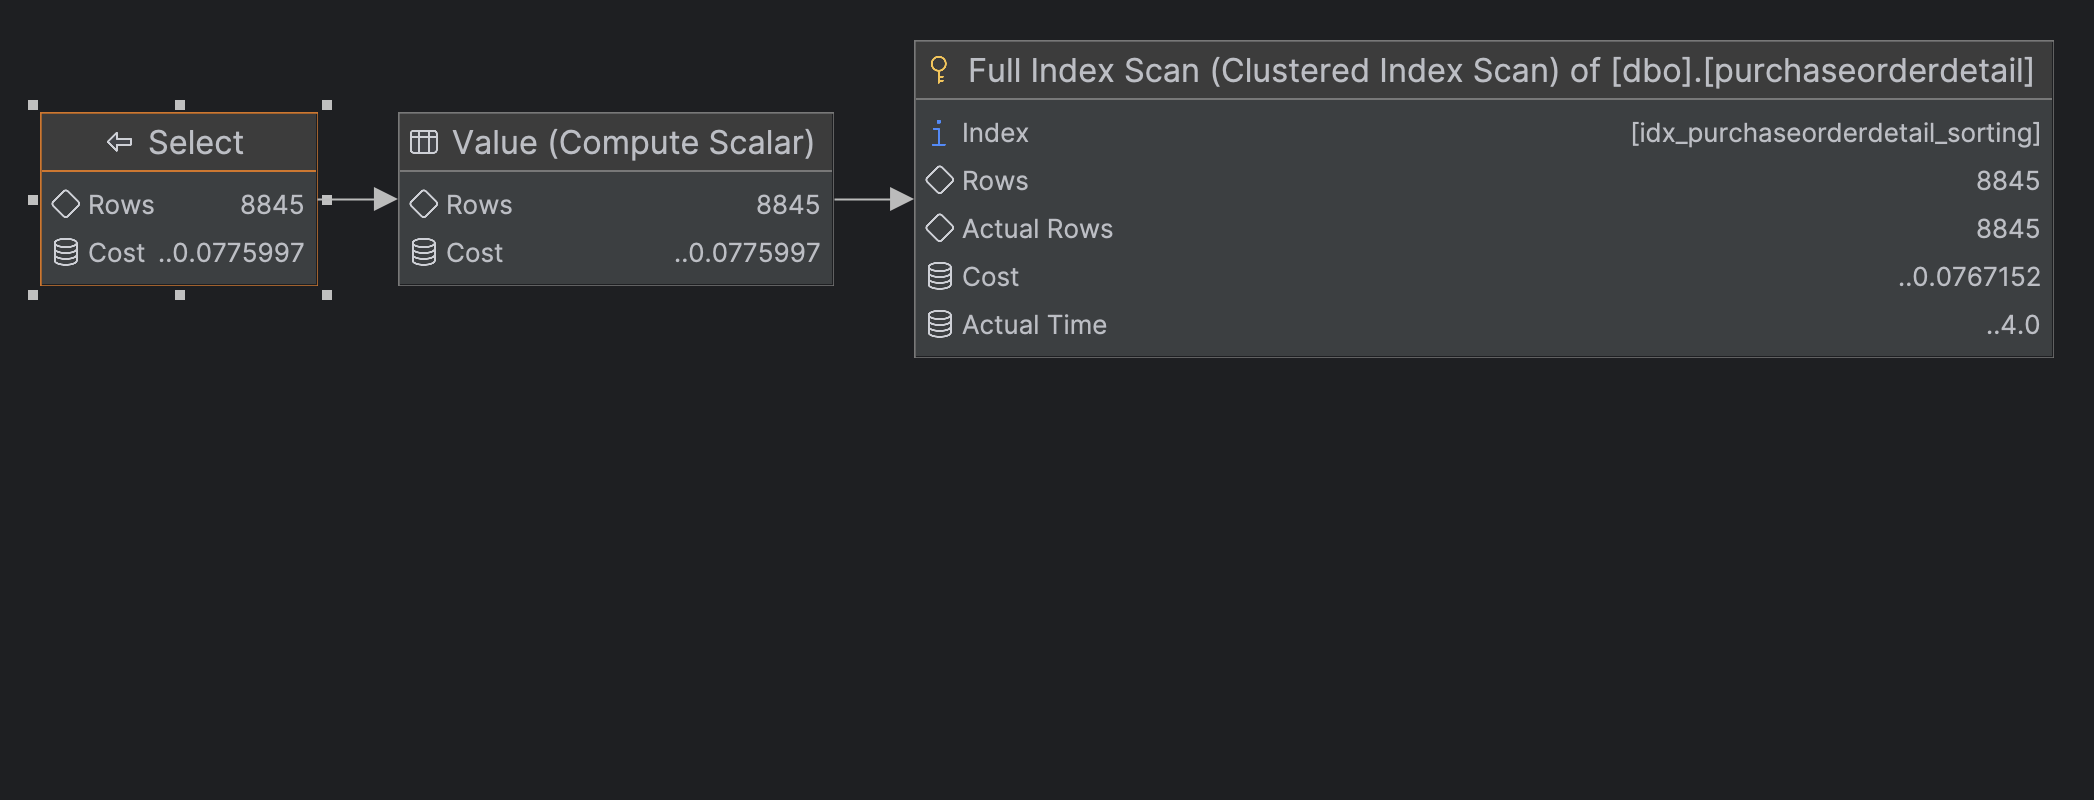 Select
Rows 8845
Cost ..0.0775997
Value (Compute Scalar)
Rows 8845
Cost ..0.0775997
Full Index Scan (Clustered Index Scan) of [dbo].[purchaseorderdetail]
Index [idx_purchaseorderdetail_sorting]
Rows 8845
Actual Rows 8845
Cost ..0.0767152
Actual Time ..4.0